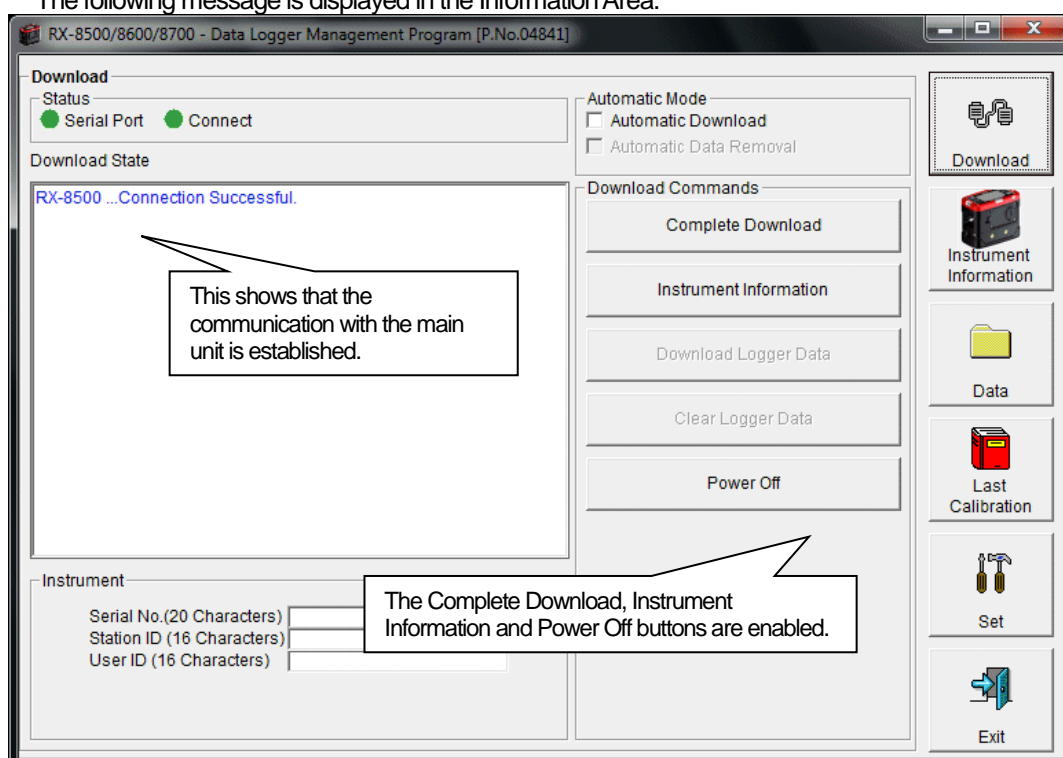 The following message is displayed in the Information Area.
RX-8500/8600/8700 - Data Logger Management Program [P.No.04841]
Download
Status
Serial Port Connect
Download State
RX-8500 ...Connection Successful.
This shows that the
communication with the main
unit is established.
Automatic Mode
Automatic Download
Automatic Data Removal
Download Commands
Complete Download
Instrument Information
Download Logger Data
Clear Logger Data
Power Off
The Complete Download, Instrument
Information and Power Off buttons are enabled.
Instrument
Serial No.(20 Characters)
Station ID (16 Characters)
User ID (16 Characters)
Download
Instrument
Information
Data
Last
Calibration
Set
Exit